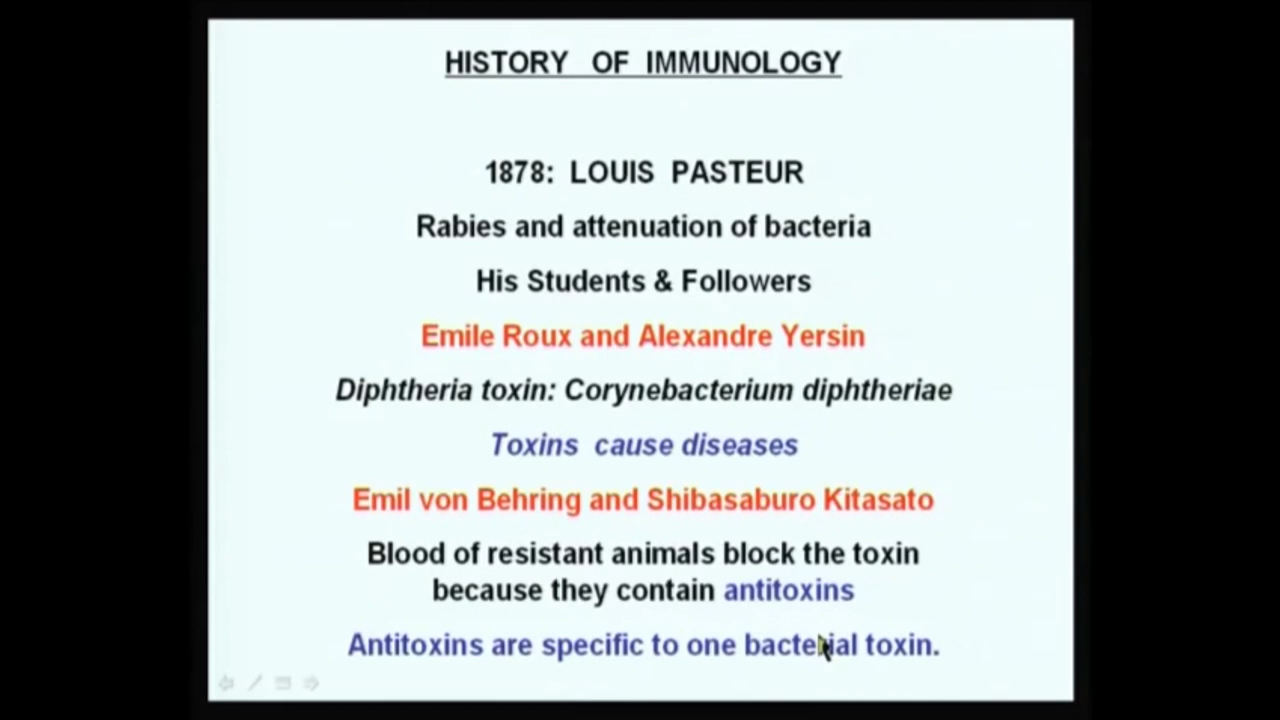 HISTORY OF IMMUNOLOGY
1878: LOUIS PASTEUR
Rabies and attenuation of bacteria
His Students & Followers
Emile Roux and Alexandre Yersin
Diphtheria toxin: Corynebacterium diphtheriae
Toxins cause diseases
Emil von Behring and Shibasaburo Kitasato
Blood of resistant animals block the toxin
because they contain antitoxins
Antitoxins are specific to one bacterial toxin.